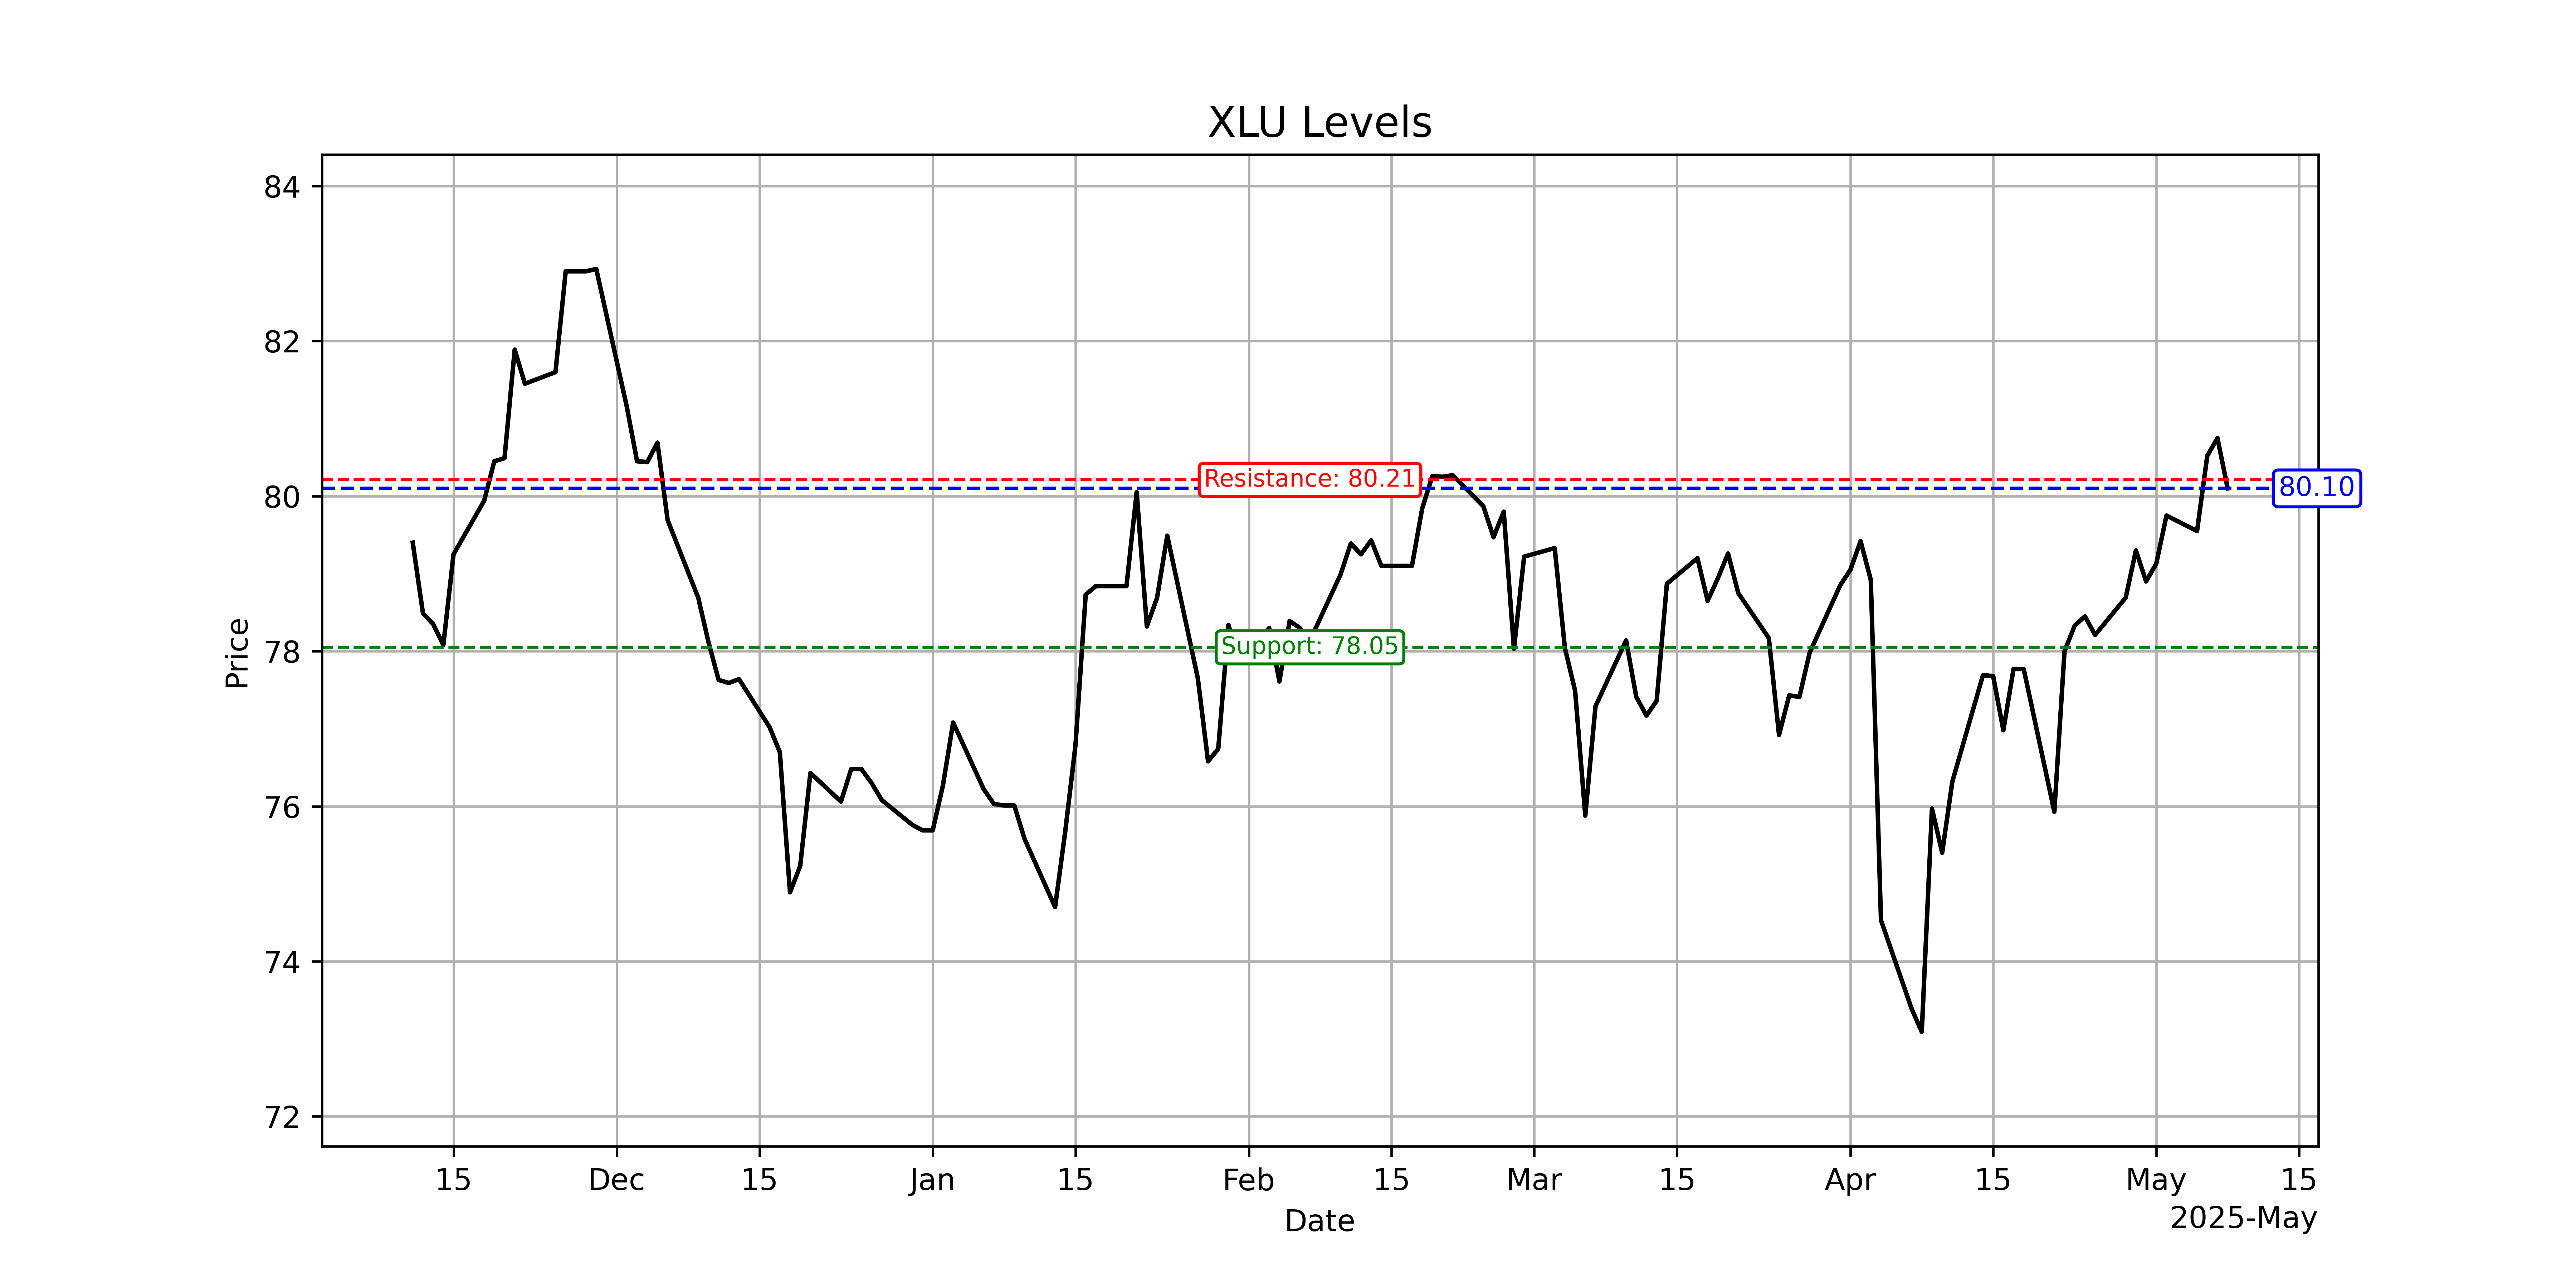 XLU Levels
84
82
80
78
76
74
72
Price
Resistance: 80.21
80.10
Support: 78.05
15 Dec 15 Jan 15 Feb 15 Mar 15 Apr 15 May 15
Date
2025-May